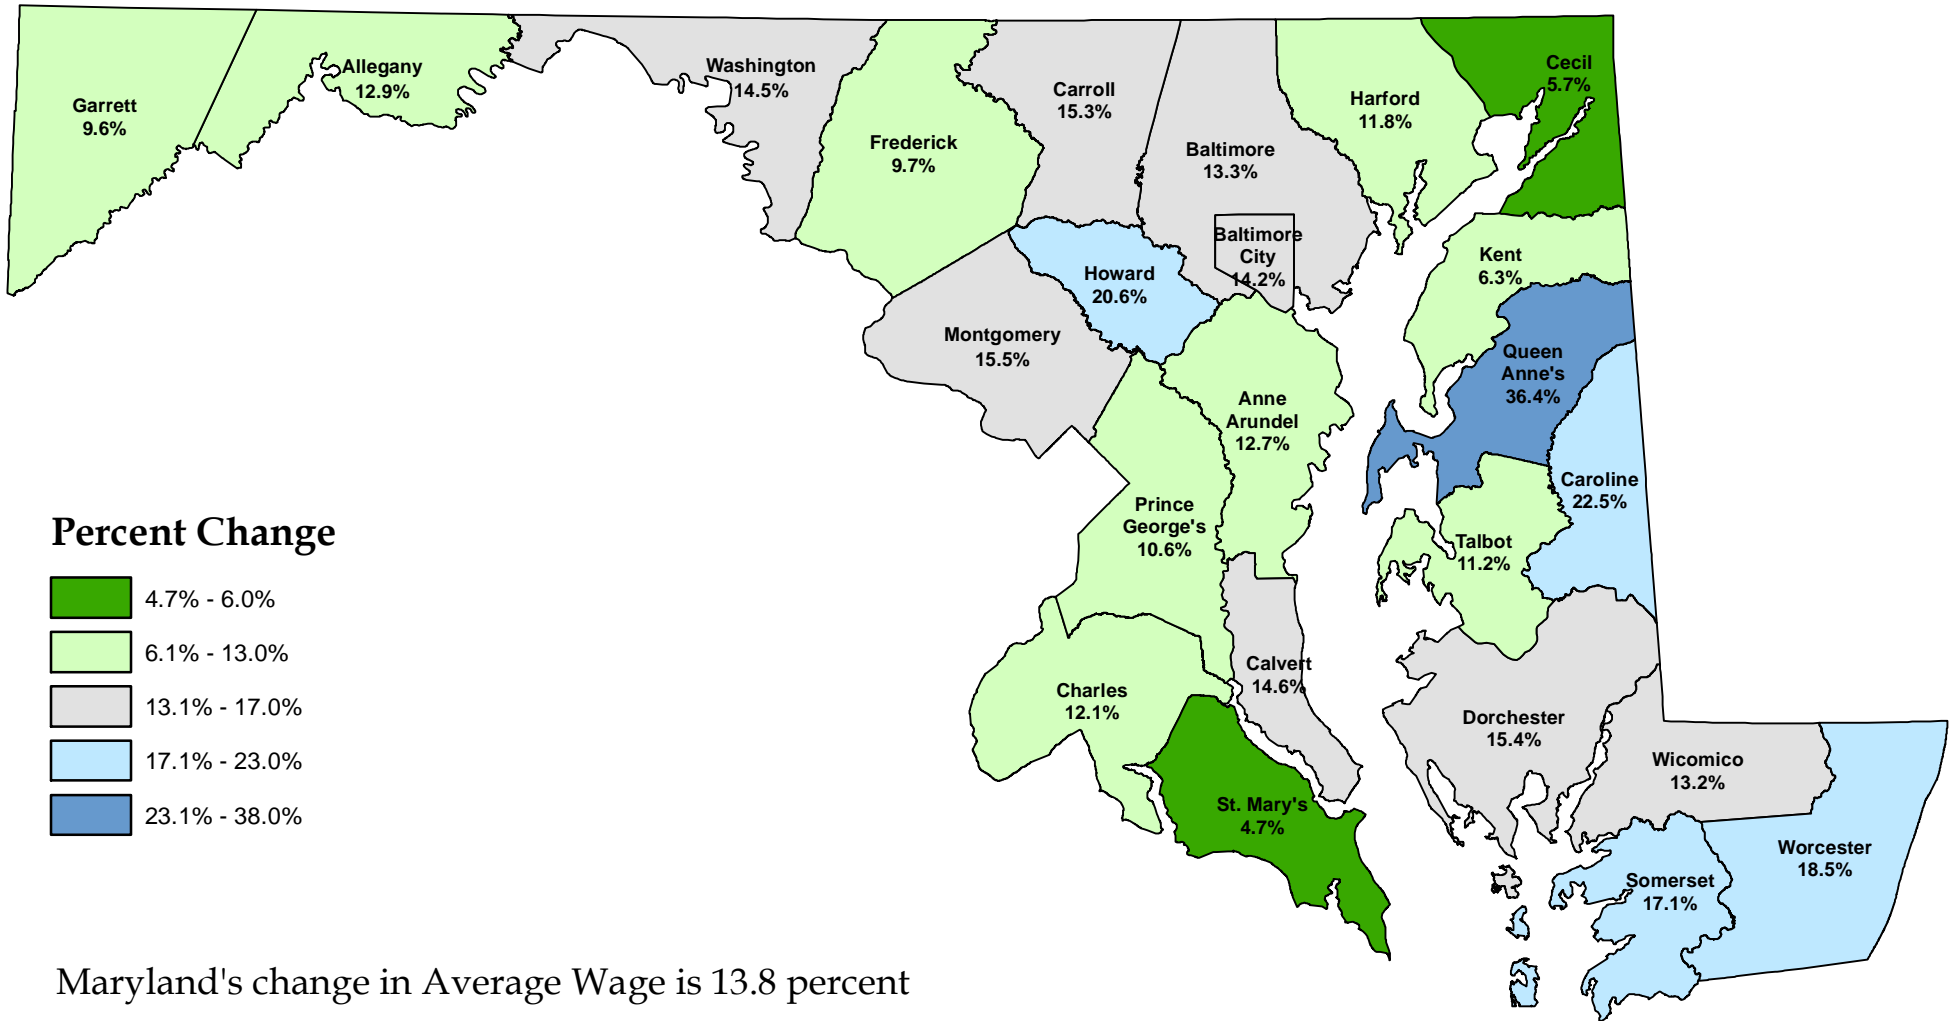 Garrett
9.6%
Allegany
12.9%
Washington
14.5%
Frederick
9.7%
Carroll
15.3%
Baltimore
13.3%
Baltimore
City
14.2%
Harford
11.8%
Cecil
5.7%
Howard
20.6%
Montgomery
15.5%
Kent
6.3%
Queen
Anne's
36.4%
Anne
Arundel
12.7%
Caroline
22.5%
Prince
George's
10.6%
Talbot
11.2%
Calvert
14.6%
Charles
12.1%
Dorchester
15.4%
Wicomico
13.2%
St. Mary's
4.7%
Worcester
18.5%
Somerset
17.1%
Percent Change
4.7% - 6.0%
6.1% - 13.0%
13.1% - 17.0%
17.1% - 23.0%
23.1% - 38.0%
Maryland's change in Average Wage is 13.8 percent